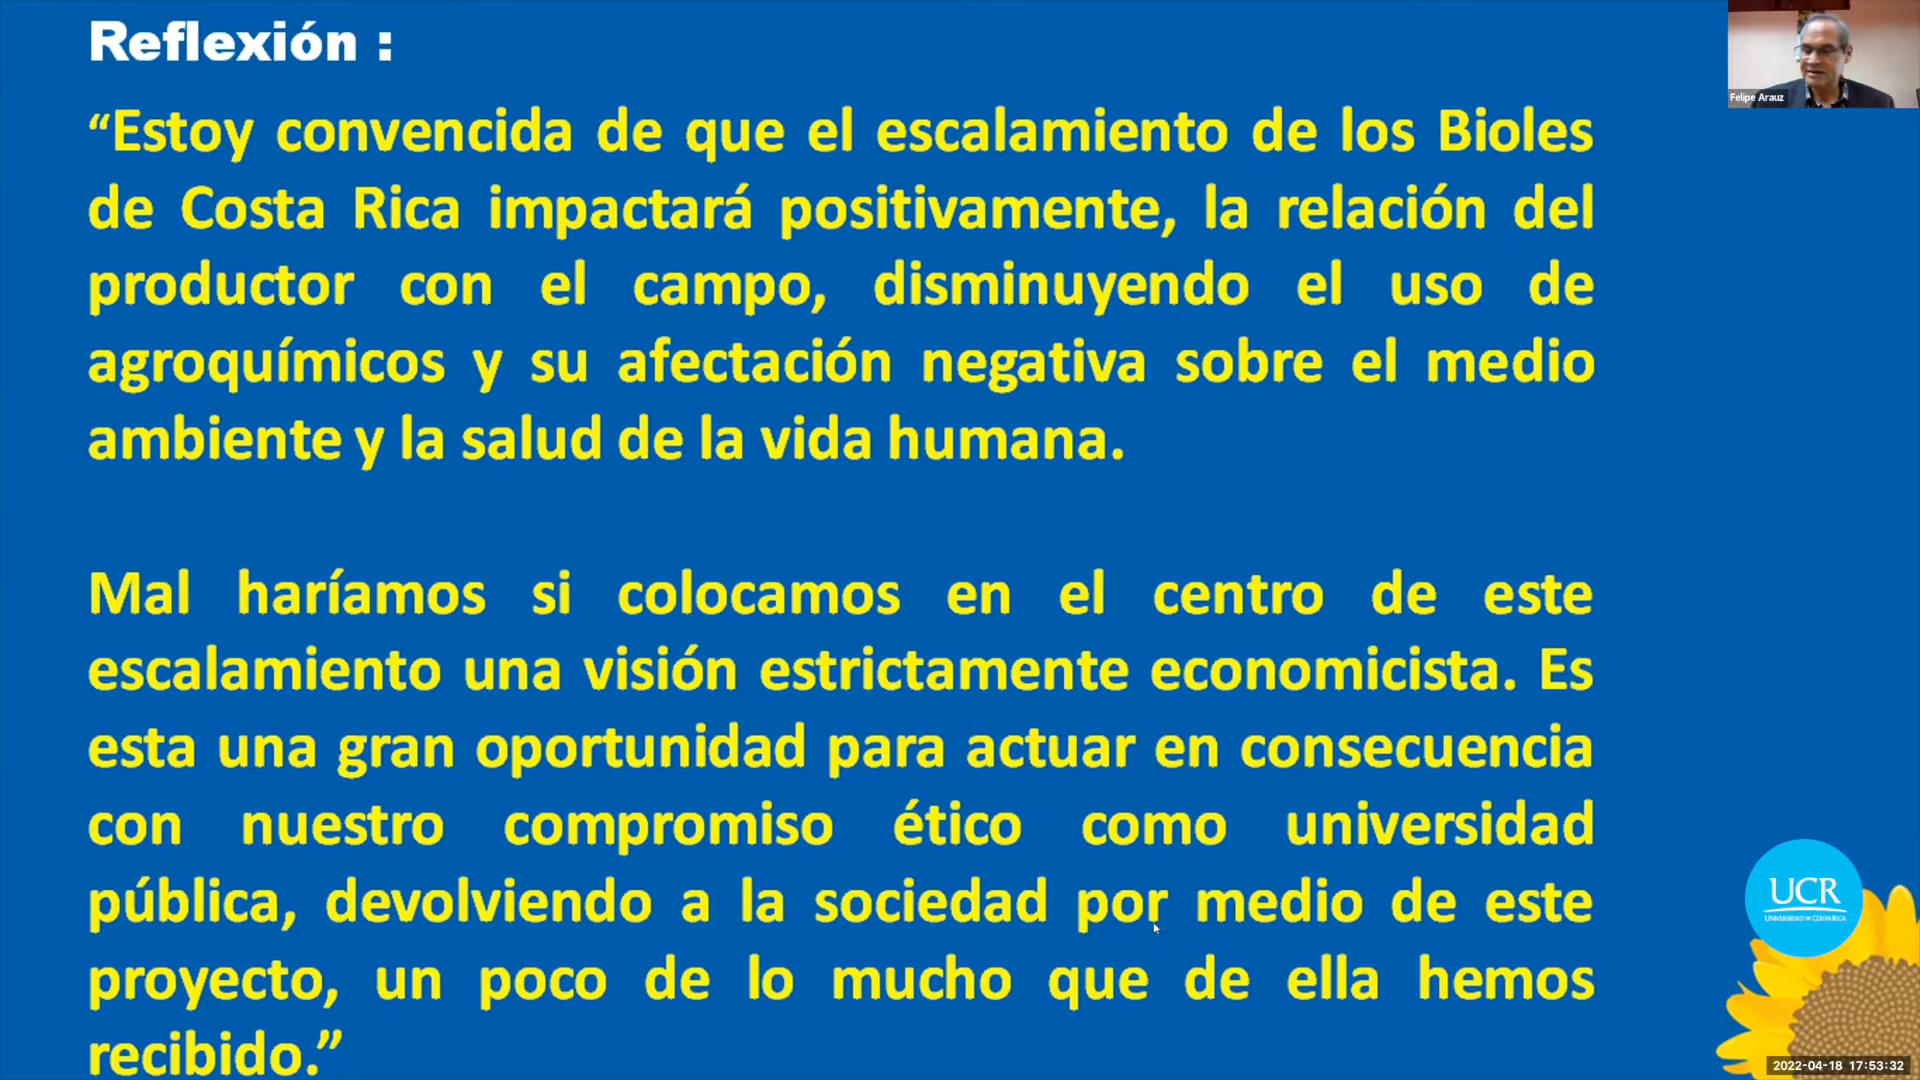 Reflexión :
“Estoy convencida de que el escalamiento de los Bioles
de Costa Rica impactará positivamente, la relación del
productor con el campo, disminuyendo el uso de
agroquímicos y su afectación negativa sobre el medio
ambiente y la salud de la vida humana.
Mal haríamos si colocamos en el centro de este
escalamiento una visión estrictamente economicista. Es
esta una gran oportunidad para actuar en consecuencia
con nuestro compromiso ético como universidad
pública, devolviendo a la sociedad por medio de este
proyecto, un poco de lo mucho que de ella hemos
recibido.”
Felipe Arauz
UCR
UNIVERSIDAD DE COSTA RICA
2022-04-18 17:53:32